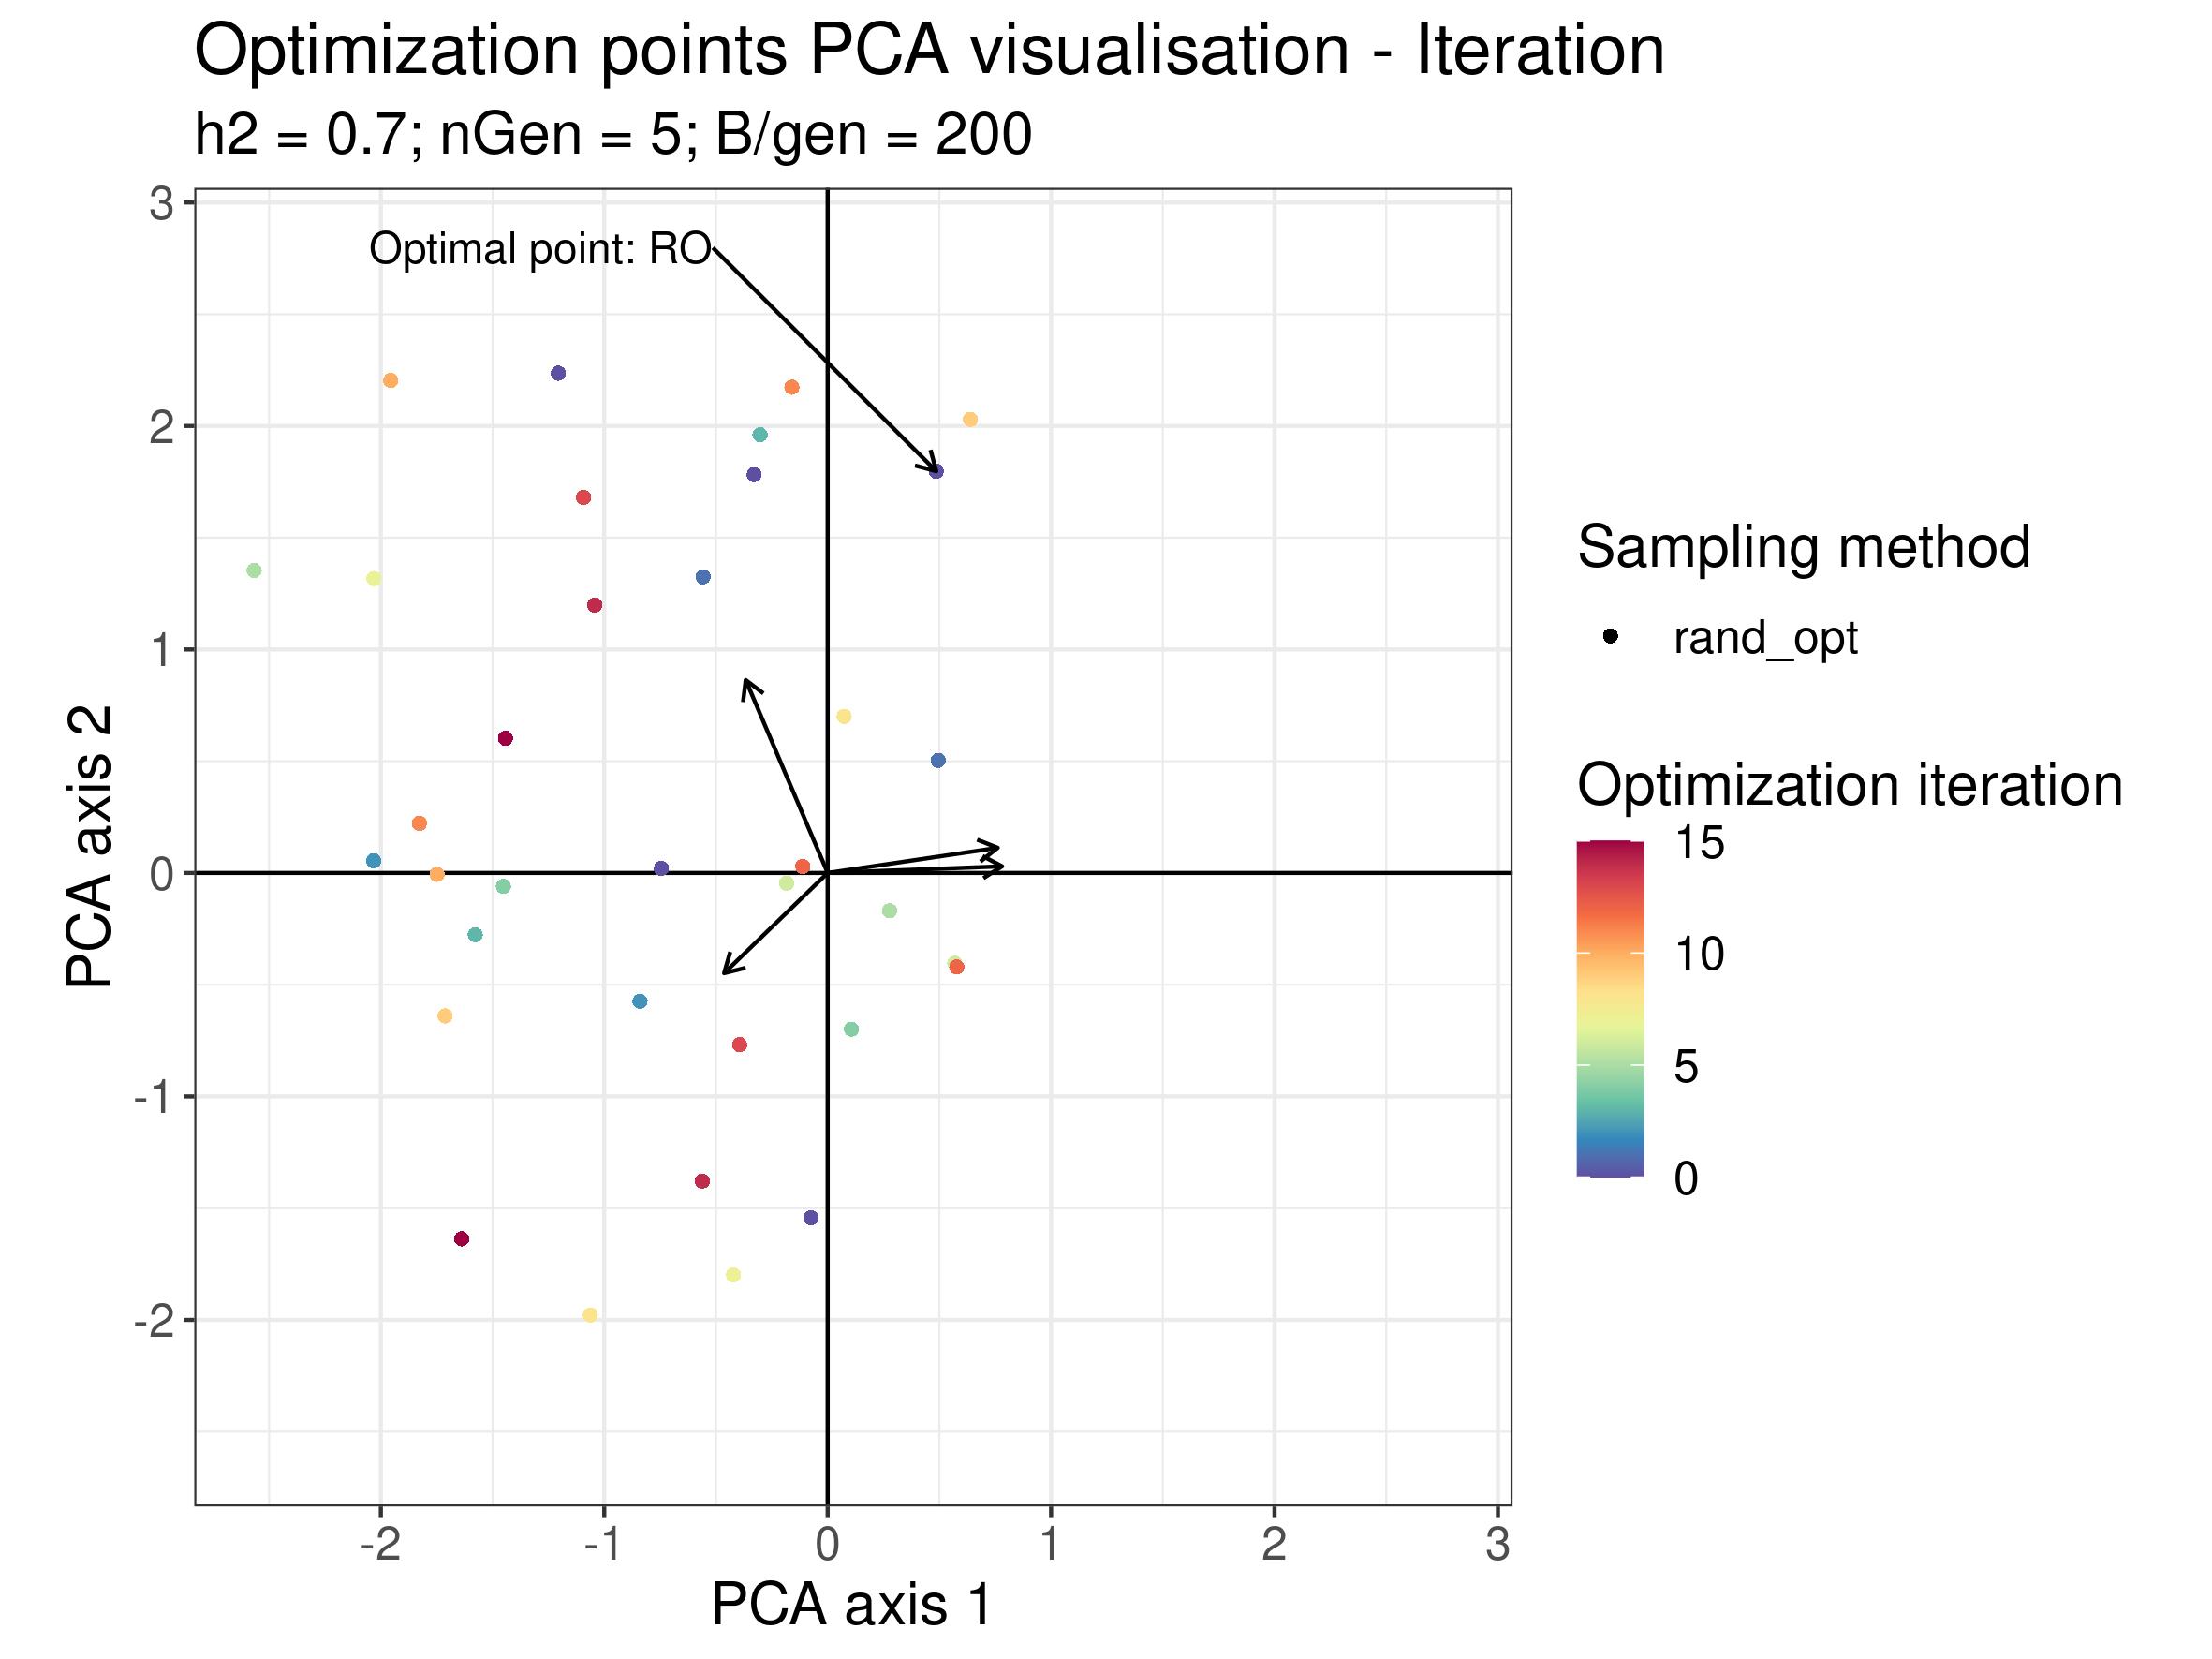 Optimization points PCA visualisation - Iteration
h2 = 0.7; nGen = 5; B/gen = 200
3
2
1
0
-1
-2
PCA axis 2
Optimal point: RO
-2
-1
0
1
2
3
PCA axis 1
Sampling method
rand_opt
Optimization iteration
15
10
5
0